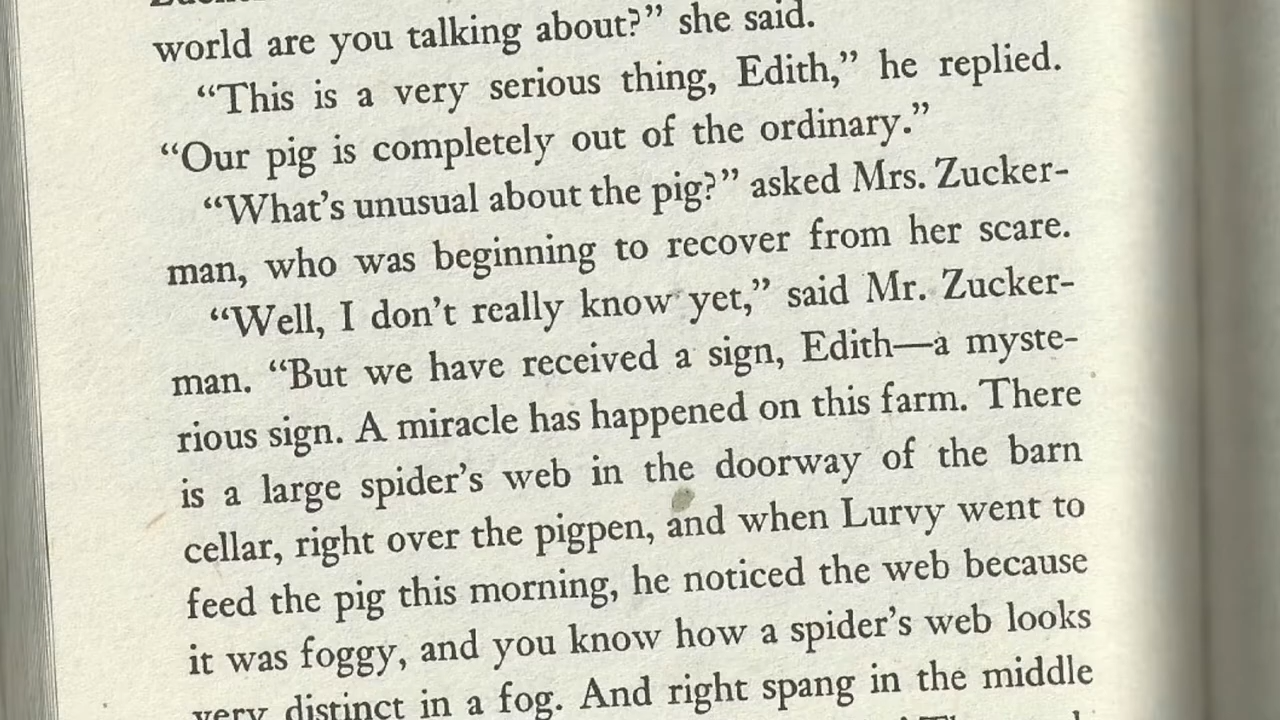 world are you talking about?” she said.
“This is a very serious thing, Edith,” he replied.
“Our pig is completely out of the ordinary.”
“What’s unusual about the pig?” asked Mrs. Zucker-
man, who was beginning to recover from her scare.
“Well, I don’t really know yet,” said Mr. Zucker-
man. “But we have received a sign, Edith—a myste-
rious sign. A miracle has happened on this farm. There
is a large spider’s web in the doorway of the barn
cellar, right over the pigpen, and when Lurvy went to
feed the pig this morning, he noticed the web because
it was foggy, and you know how a spider’s web looks
very distinct in a fog. And right spang in the middle